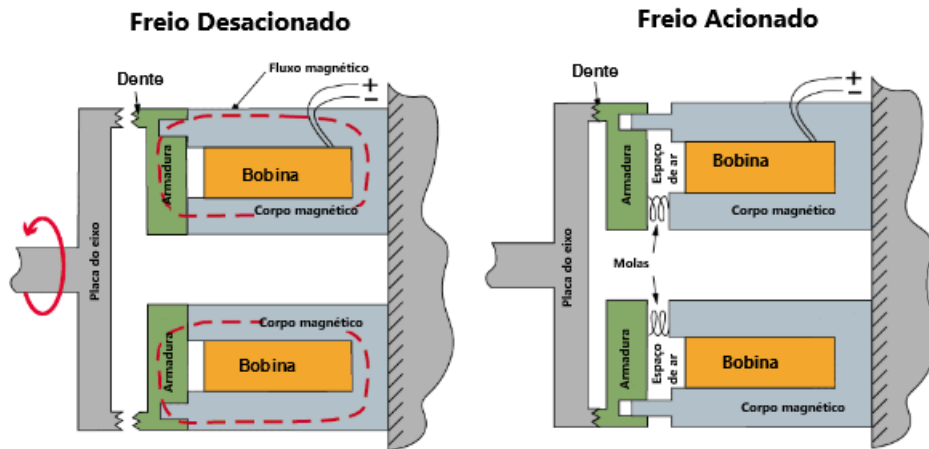 Freio Desacionado
Freio Acionado
Dente
Fluxo magnético
+
−
Armadura
Bobina
Corpo magnético
Placa do eixo
Corpo magnético
Armadura
Bobina
Dente
+
−
Armadura
Espaço
de ar
Bobina
Corpo magnético
Placa do eixo
Molas
Armadura
Espaço
de ar
Bobina
Corpo magnético